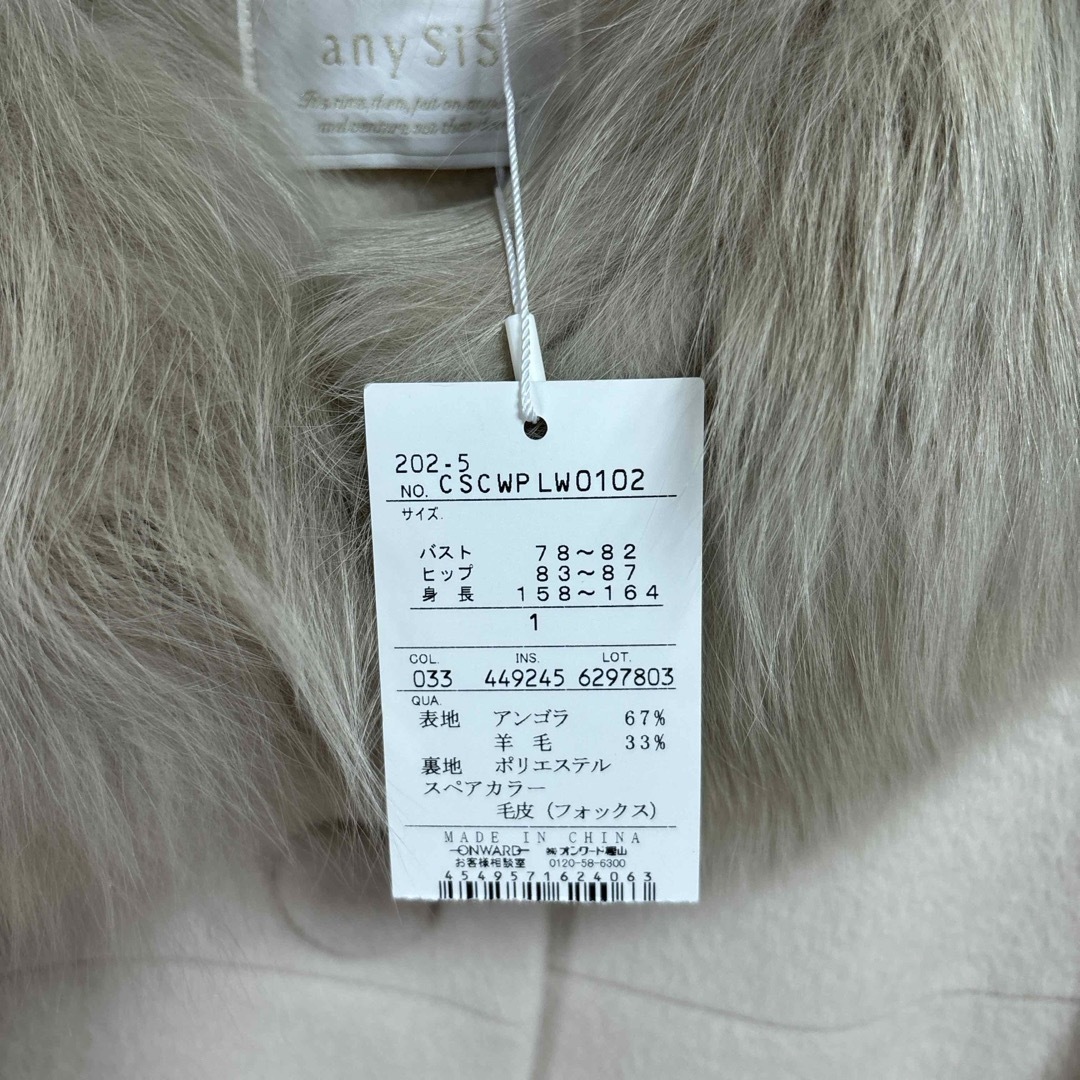 any SiS
202-5
NO. CSCWPLW0102
サイズ.
バスト 78～82
ヒップ 83～87
身長 158～164
1
COL. INS. LOT.
033 449245 6297803
QUA.
表地 アンゴラ 67%
羊毛 33%
裏地 ポリエステル
スペアカラー
毛皮（フォックス）
MADE IN CHINA
ONWARD ㈱オンワード樫山
お客様相談室 0120-58-6300
4549571624063